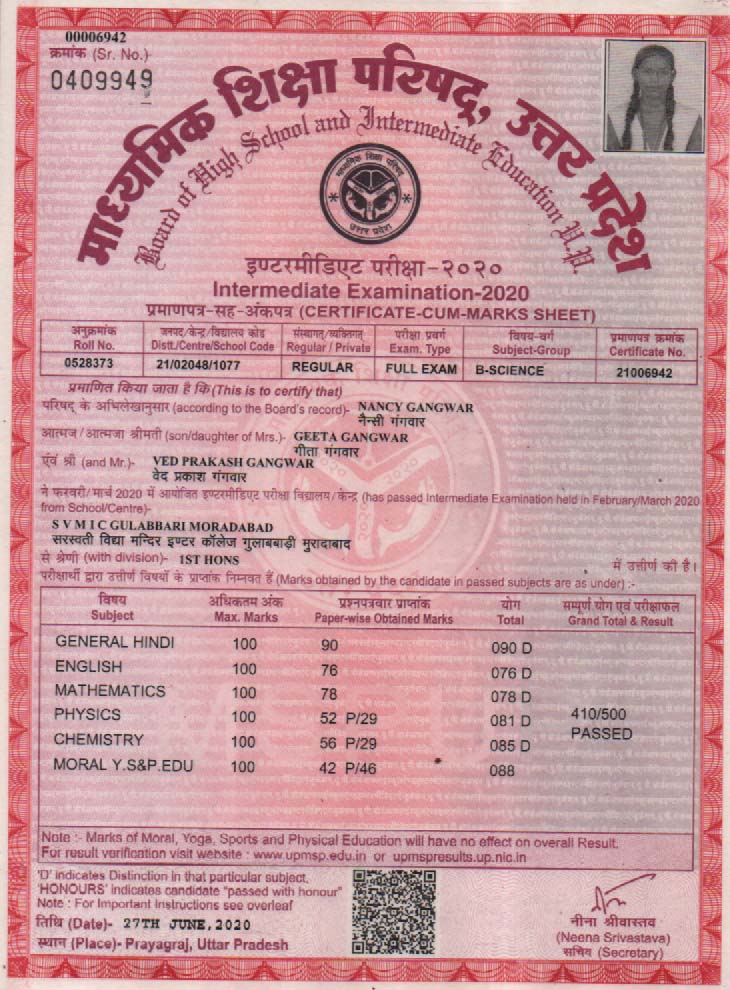 00006942
क्रमांक (Sr. No.)
0409949
माध्यमिक शिक्षा परिषद्, उत्तर प्रदेश
Board of High School and Intermediate Education U.P.
माध्यमिक शिक्षा परिषद
उत्तर प्रदेश
इण्टरमीडिएट परीक्षा-२०२०
Intermediate Examination-2020
प्रमाणपत्र-सह-अंकपत्र (CERTIFICATE-CUM-MARKS SHEET)
अनुक्रमांक जनपद/केन्द्र/विद्यालय कोड संस्थागत/व्यक्तिगत परीक्षा प्रवर्ग विषय-वर्ग प्रमाणपत्र क्रमांक
Roll No. Distt./Centre/School Code Regular / Private Exam. Type Subject-Group Certificate No.
0528373 21/02048/1077 REGULAR FULL EXAM B-SCIENCE 21006942
प्रमाणित किया जाता है कि (This is to certify that)
परिषद् के अभिलेखानुसार (according to the Board's record)- NANCY GANGWAR
नैन्सी गंगवार
आत्मज/आत्मजा श्रीमती (son/daughter of Mrs.)- GEETA GANGWAR
गीता गंगवार
एंवं श्री (and Mr.)- VED PRAKASH GANGWAR
वेद प्रकाश गंगवार
ने फरवरी/मार्च 2020 में आयोजित इण्टरमीडिएट परीक्षा विद्यालय/केन्द्र (has passed Intermediate Examination held in February/March 2020
from School/Centre)-
S V M I C GULABBARI MORADABAD
सरस्वती विद्या मन्दिर इण्टर कॉलेज गुलाबबाड़ी मुरादाबाद
से श्रेणी (with division)- 1ST HONS में उत्तीर्ण की है।
परीक्षार्थी द्वारा उत्तीर्ण विषयों के प्राप्तांक निम्नवत हैं (Marks obtained by the candidate in passed subjects are as under) :-
विषय अधिकतम अंक प्रश्नपत्रवार प्राप्तांक योग सम्पूर्ण योग एवं परीक्षाफल
Subject Max. Marks Paper-wise Obtained Marks Total Grand Total & Result
GENERAL HINDI 100 90 090 D
ENGLISH 100 76 076 D
MATHEMATICS 100 78 078 D
PHYSICS 100 52 P/29 081 D 410/500
CHEMISTRY 100 56 P/29 085 D PASSED
MORAL Y.S&P.EDU 100 42 P/46 088
Note :- Marks of Moral, Yoga, Sports and Physical Education will have no effect on overall Result.
For result verification visit website : www.upmsp.edu.in or upmspresults.up.nic.in
'D' indicates Distinction in that particular subject.
'HONOURS' indicates candidate "passed with honour"
Note : For Important Instructions see overleaf
तिथि (Date)- 27TH JUNE, 2020
स्थान (Place)- Prayagraj, Uttar Pradesh
नीना श्रीवास्तव
(Neena Srivastava)
सचिव (Secretary)